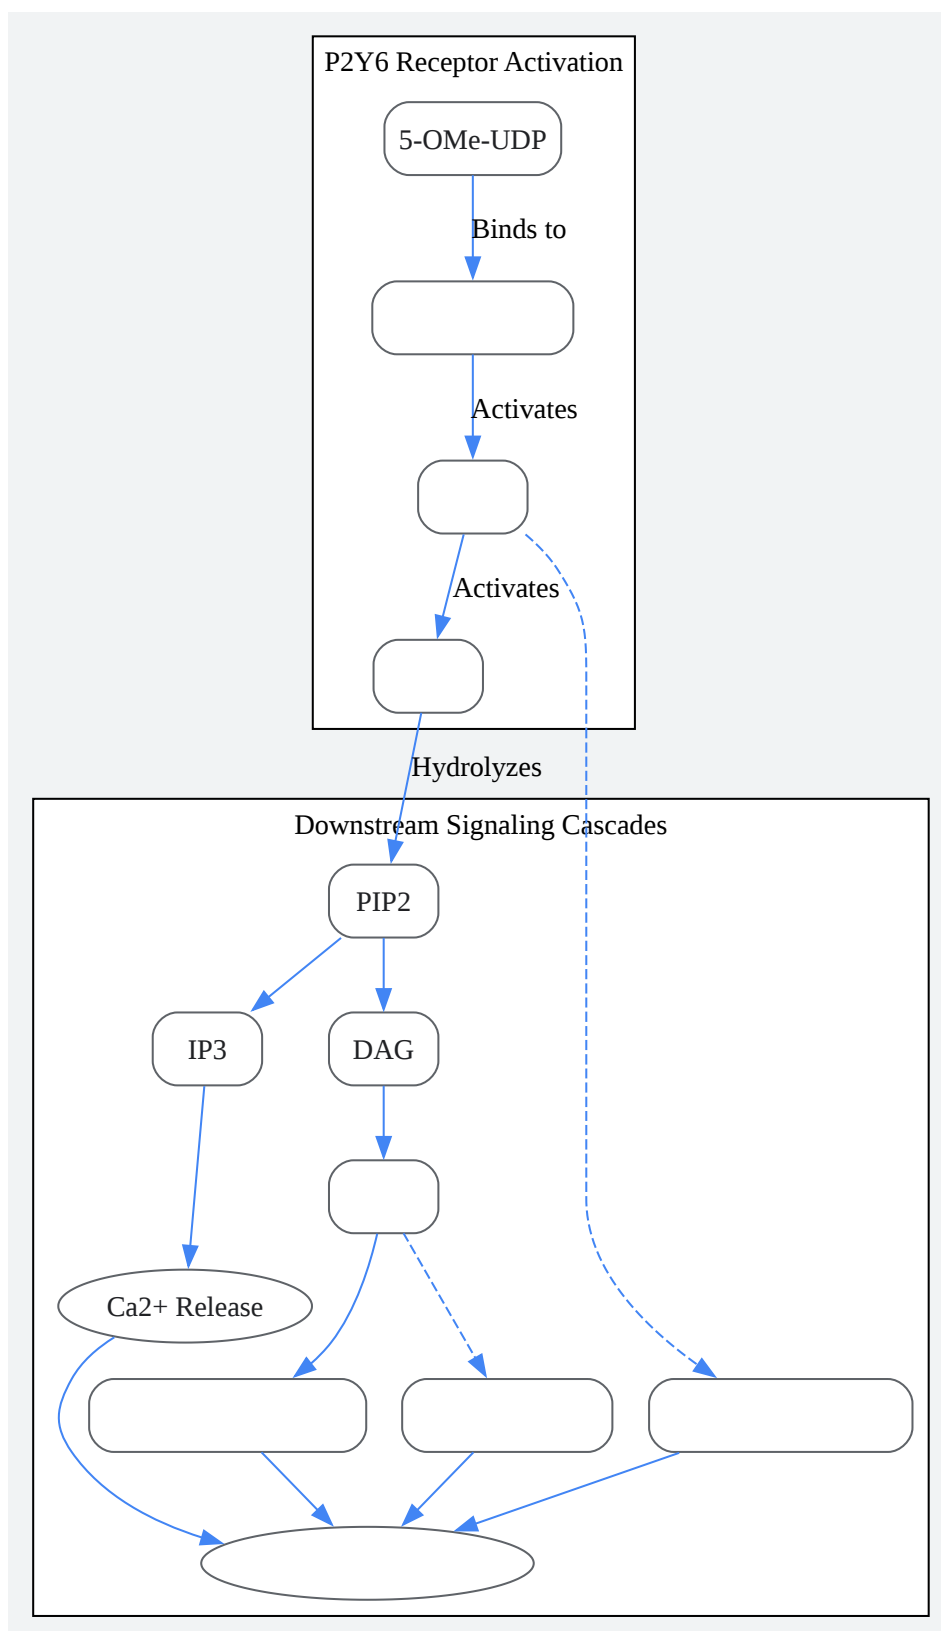 P2Y6 Receptor Activation
5-OMe-UDP
Binds to
Activates
Activates
Hydrolyzes
Downstream Signaling Cascades
PIP2
IP3
DAG
Ca2+ Release